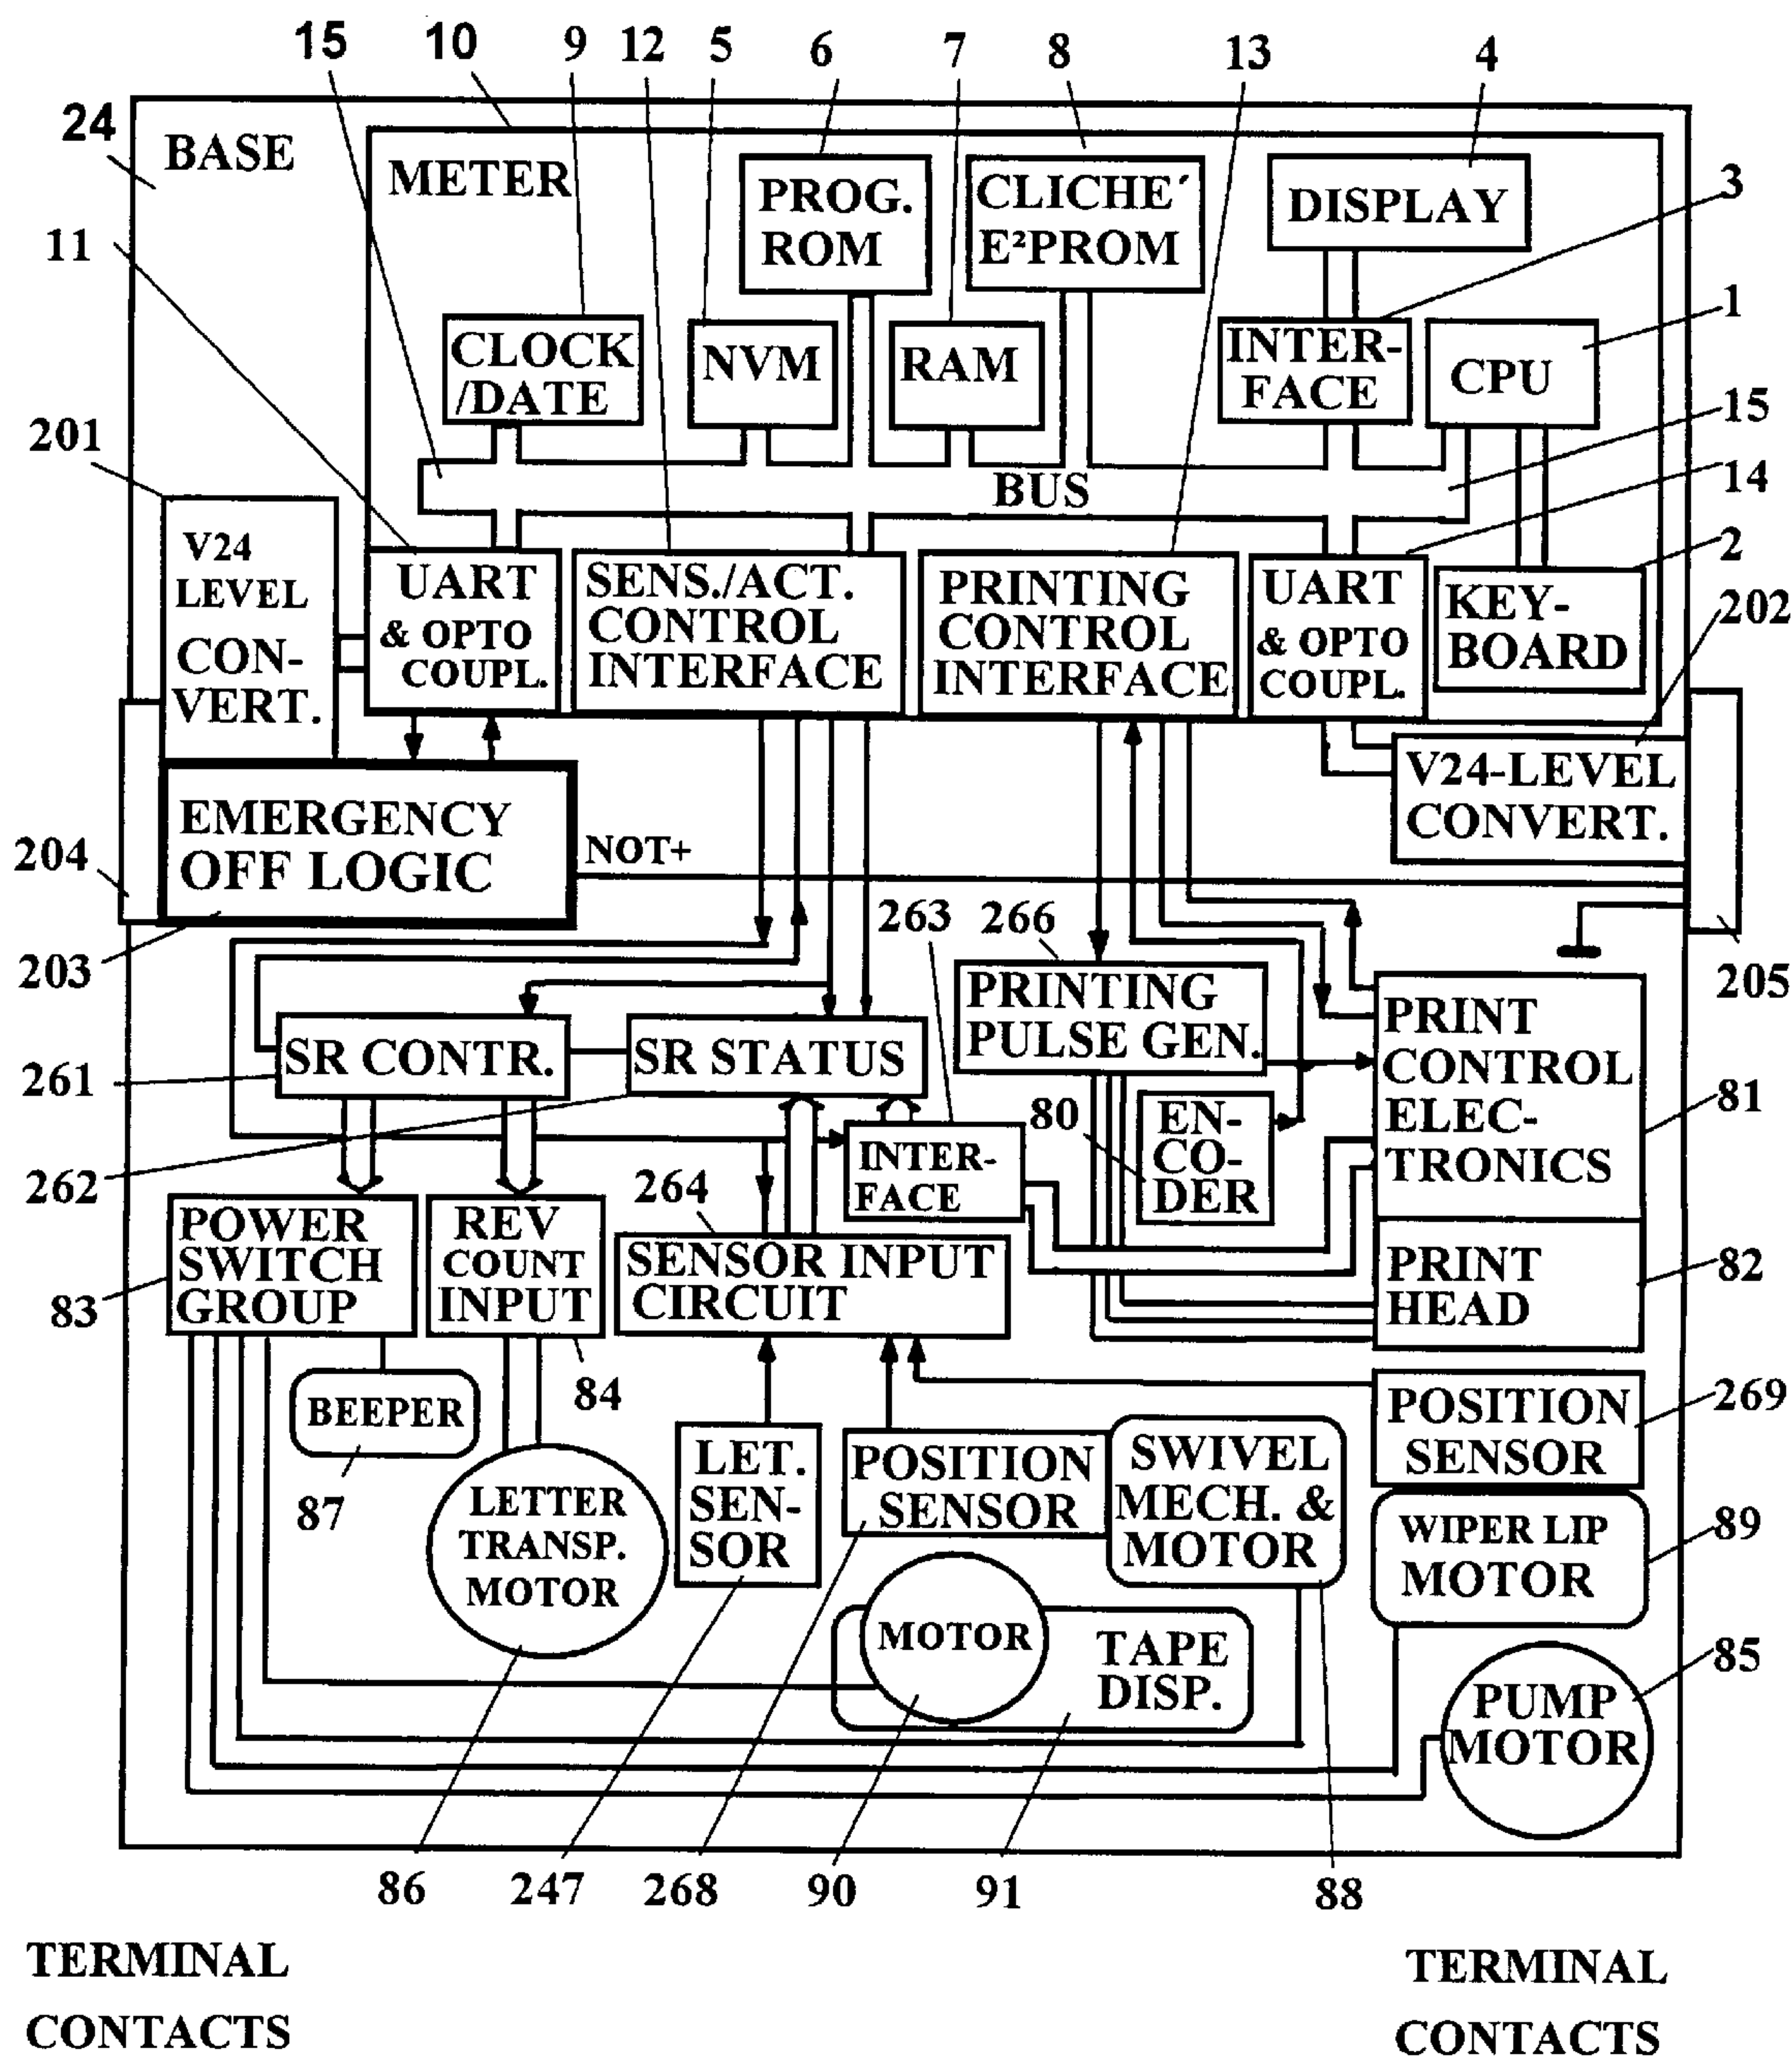 15 10 9 12 5 6 7 8 13 4
24
BASE
METER
PROG.
ROM
CLICHE´
E²PROM
DISPLAY
3
11
CLOCK
/DATE
NVM
RAM
INTER-
FACE
CPU
1
15
201
BUS
14
V24
LEVEL
CON-
VERT.
UART
& OPTO
COUPL.
SENS./ACT.
CONTROL
INTERFACE
PRINTING
CONTROL
INTERFACE
UART
& OPTO
COUPL.
KEY-
BOARD
2
202
V24-LEVEL
CONVERT.
EMERGENCY
OFF LOGIC
NOT+
204
203
263
266
205
PRINTING
PULSE GEN.
PRINT
CONTROL
ELEC-
TRONICS
SR CONTR.
SR STATUS
261
81
80
EN-
CO-
DER
262
INTER-
FACE
264
POWER
SWITCH
GROUP
REV
COUNT
INPUT
SENSOR INPUT
CIRCUIT
PRINT
HEAD
82
83
BEEPER
84
87
POSITION
SENSOR
269
LETTER
TRANSP.
MOTOR
LET.
SEN-
SOR
POSITION
SENSOR
SWIVEL
MECH. &
MOTOR
WIPER LIP
MOTOR
89
MOTOR
TAPE
DISP.
PUMP
MOTOR
85
86 247 268 90 91 88
TERMINAL
CONTACTS
TERMINAL
CONTACTS